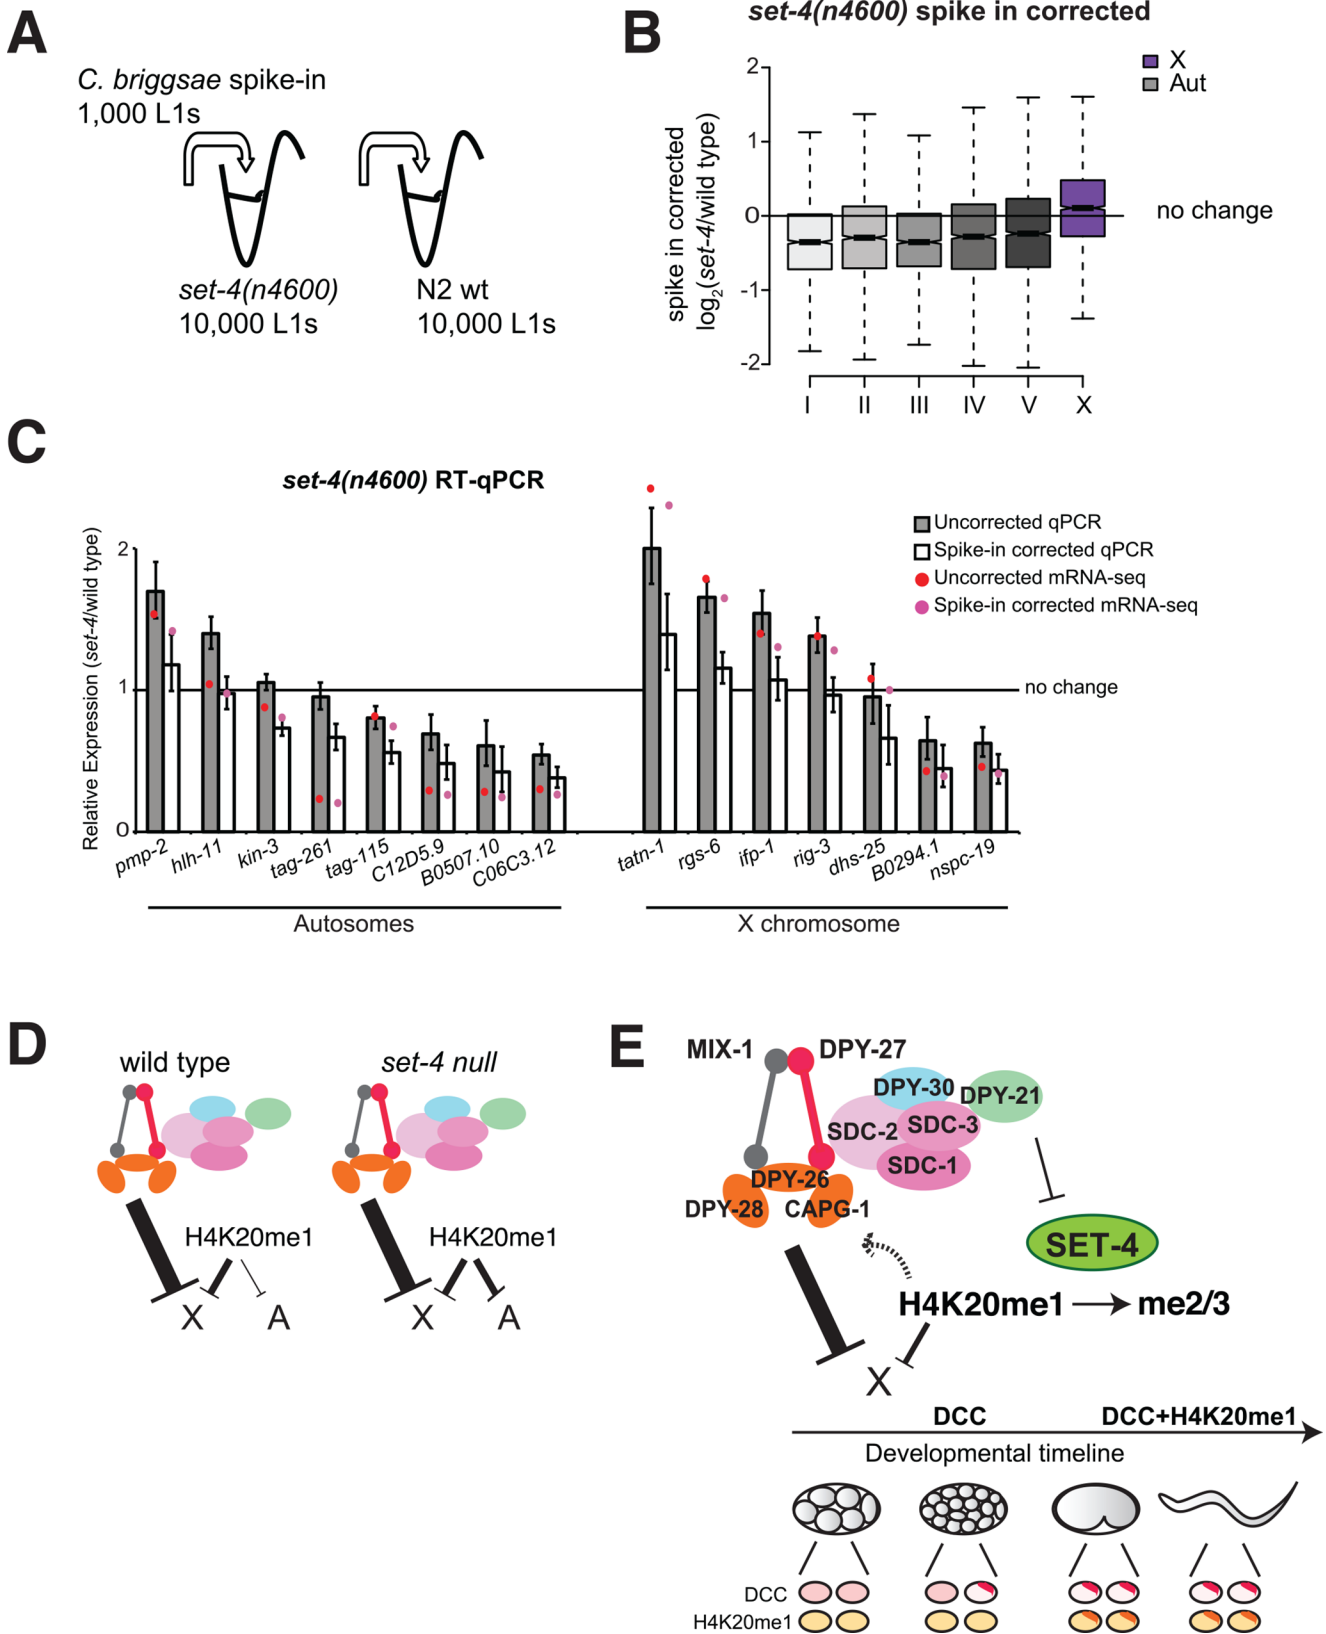 A
C. briggsae spike-in
1,000 L1s
set-4(n4600)
10,000 L1s
N2 wt
10,000 L1s
B
set-4(n4600) spike in corrected
X
Aut
spike in corrected
log2(set-4/wild type)
2
1
0
-1
-2
no change
I II III IV V X
C
set-4(n4600) RT-qPCR
Uncorrected qPCR
Spike-in corrected qPCR
Uncorrected mRNA-seq
Spike-in corrected mRNA-seq
Relative Expression (set-4/wild type)
2
1
0
no change
pmp-2 hlh-11 kin-3 tag-261 tag-115 C12D5.9 B0507.10 C06C3.12 tatn-1 rgs-6 ifp-1 rig-3 dhs-25 B0294.1 nspc-19
Autosomes X chromosome
D
wild type set-4 null
H4K20me1 H4K20me1
X A X A
E
MIX-1 DPY-27
DPY-30 DPY-21
SDC-2 SDC-3
SDC-1
DPY-26
DPY-28 CAPG-1
SET-4
H4K20me1 me2/3
X
DCC DCC+H4K20me1
Developmental timeline
DCC
H4K20me1